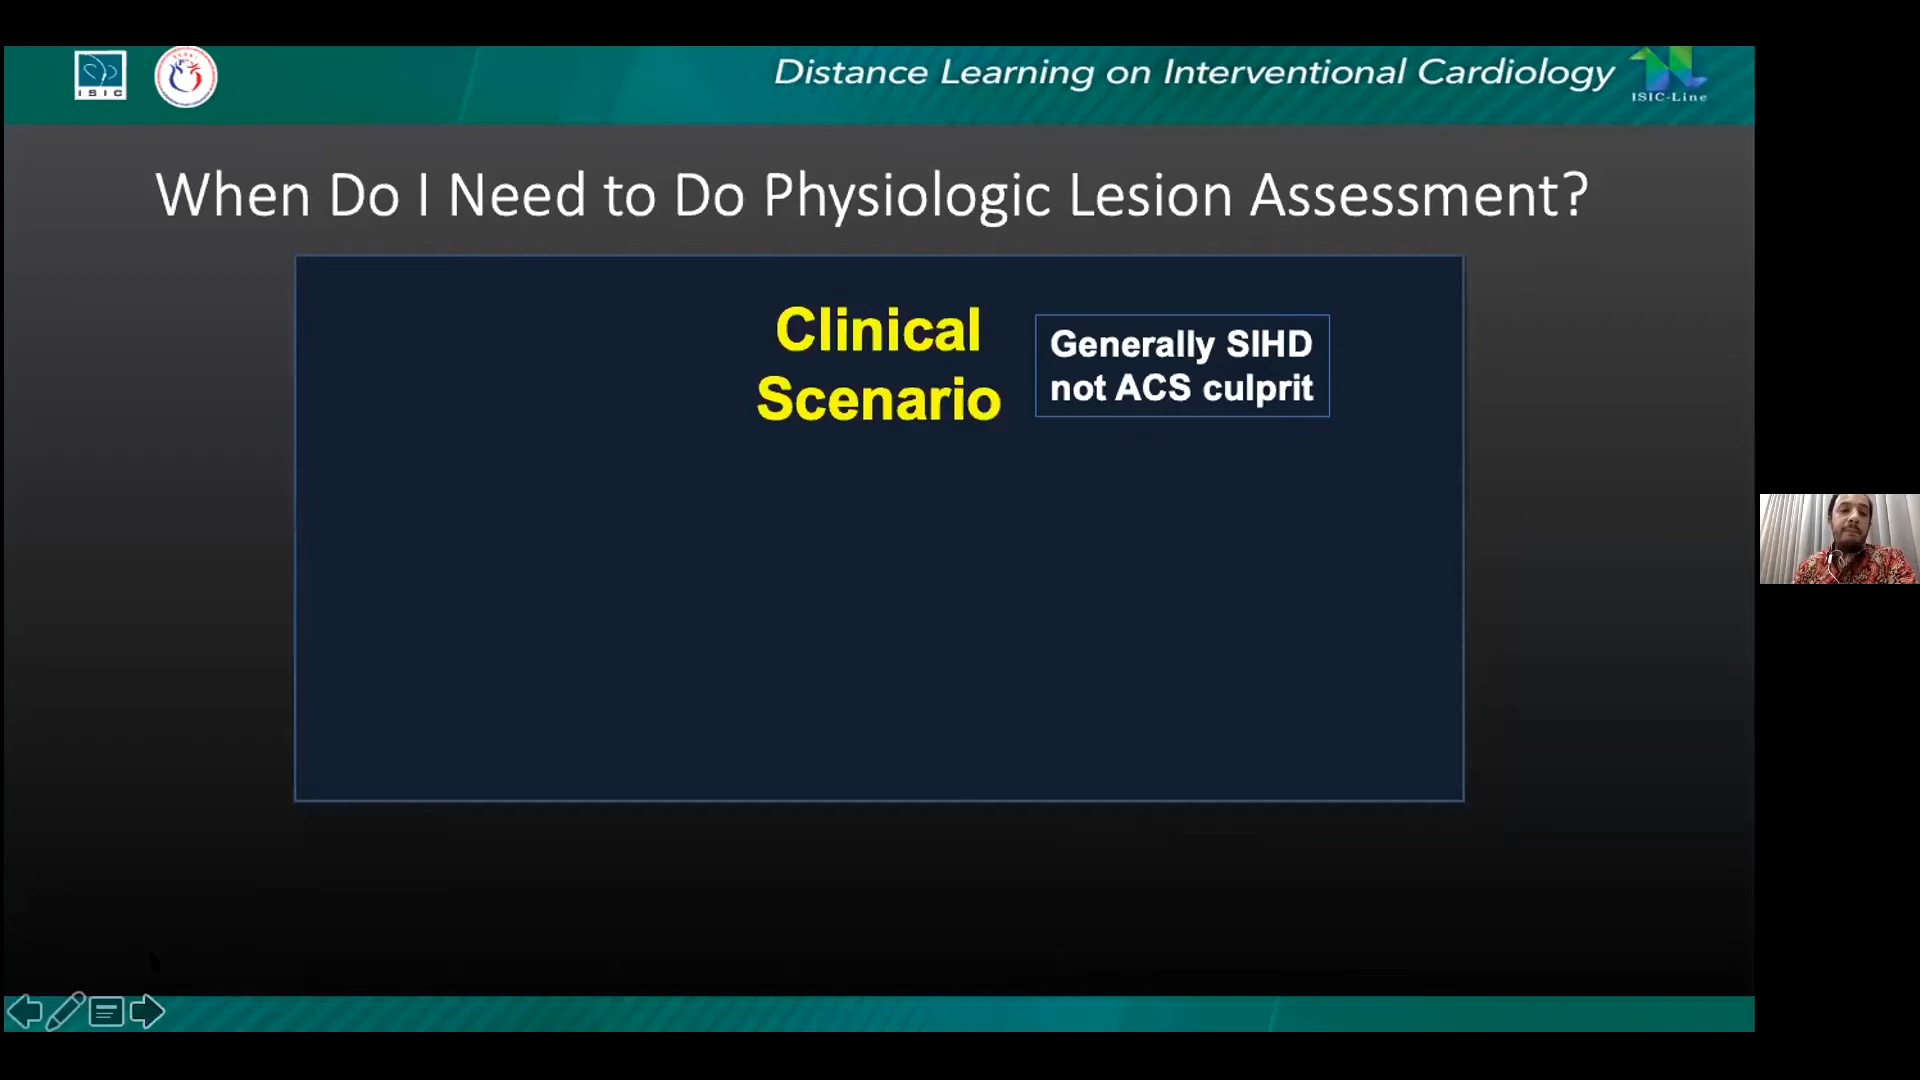 ISIC
Distance Learning on Interventional Cardiology
ISIC-Line
When Do I Need to Do Physiologic Lesion Assessment?
Clinical
Scenario
Generally SIHD
not ACS culprit